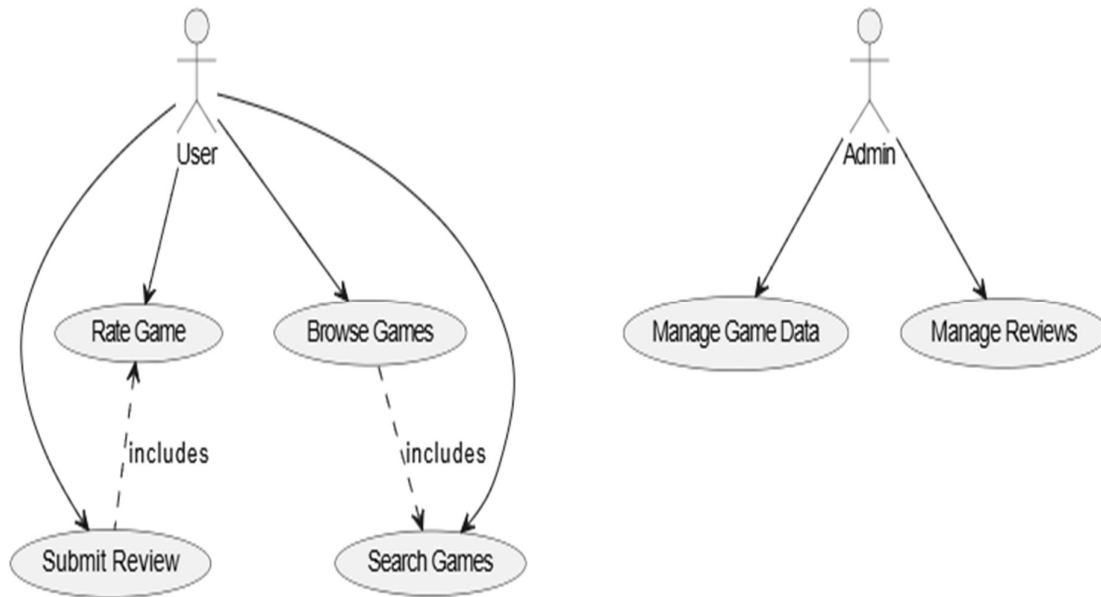 User
Admin
Rate Game
Browse Games
Manage Game Data
Manage Reviews
includes
includes
Submit Review
Search Games